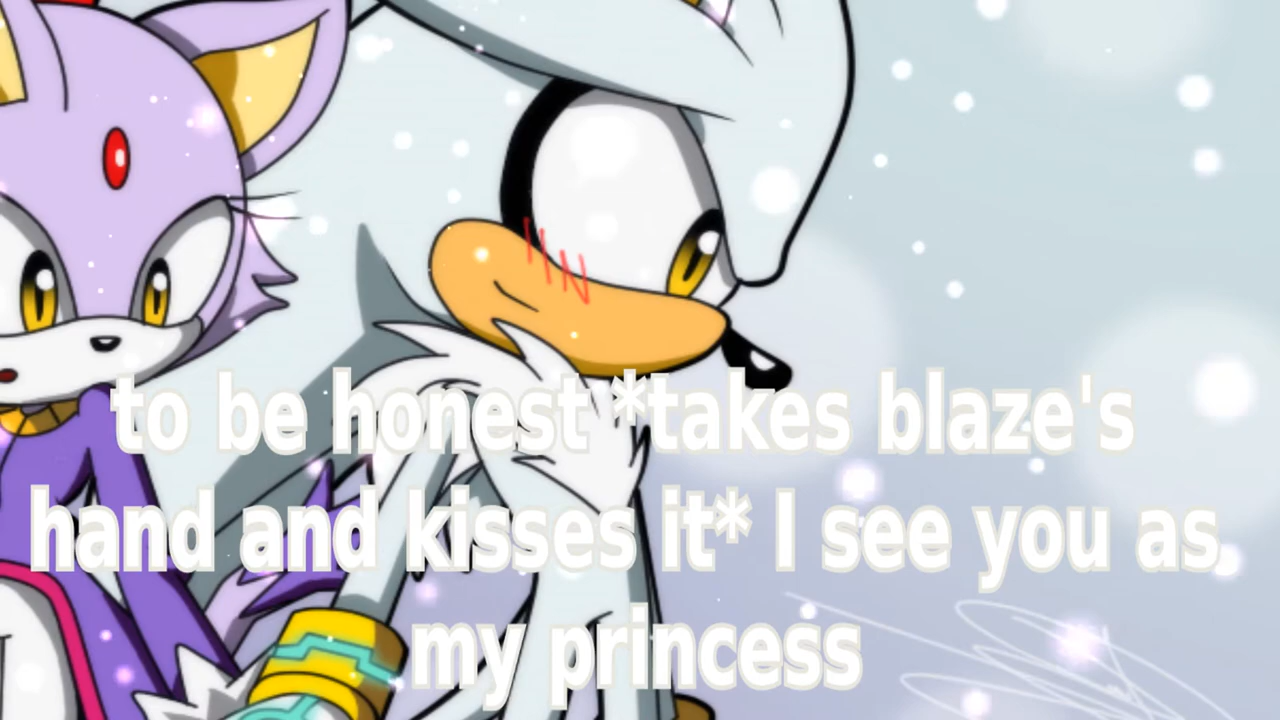 to be honest *takes blaze's
hand and kisses it* I see you as
my princess